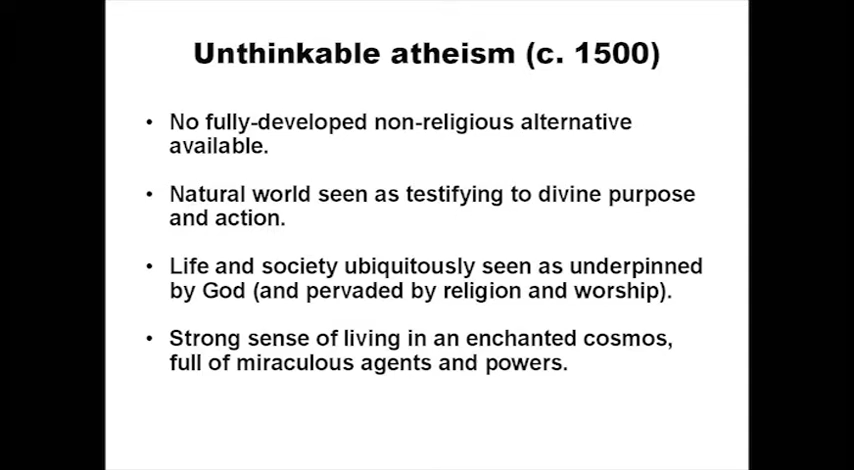 Unthinkable atheism (c. 1500)
• No fully-developed non-religious alternative
available.
• Natural world seen as testifying to divine purpose
and action.
• Life and society ubiquitously seen as underpinned
by God (and pervaded by religion and worship).
• Strong sense of living in an enchanted cosmos,
full of miraculous agents and powers.